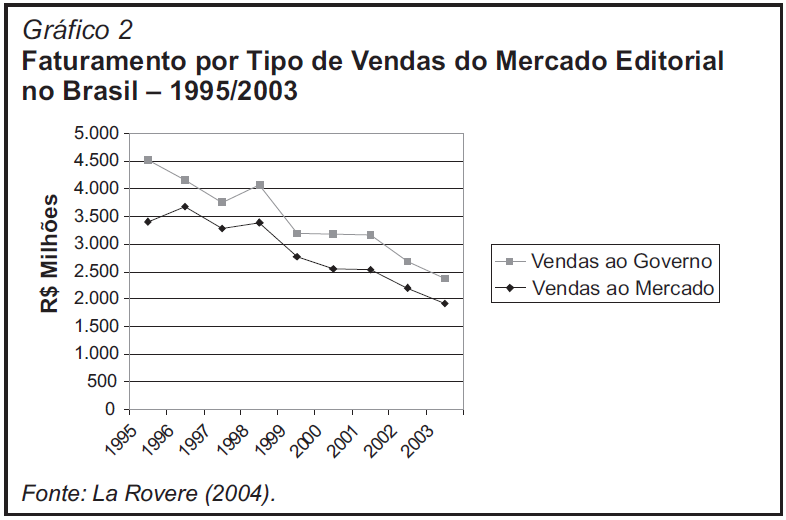 Gráfico 2
Faturamento por Tipo de Vendas do Mercado Editorial
no Brasil – 1995/2003
R$ Milhões
5.000
4.500
4.000
3.500
3.000
2.500
2.000
1.500
1.000
500
0
1995
1996
1997
1998
1999
2000
2001
2002
2003
Vendas ao Governo
Vendas ao Mercado
Fonte: La Rovere (2004).